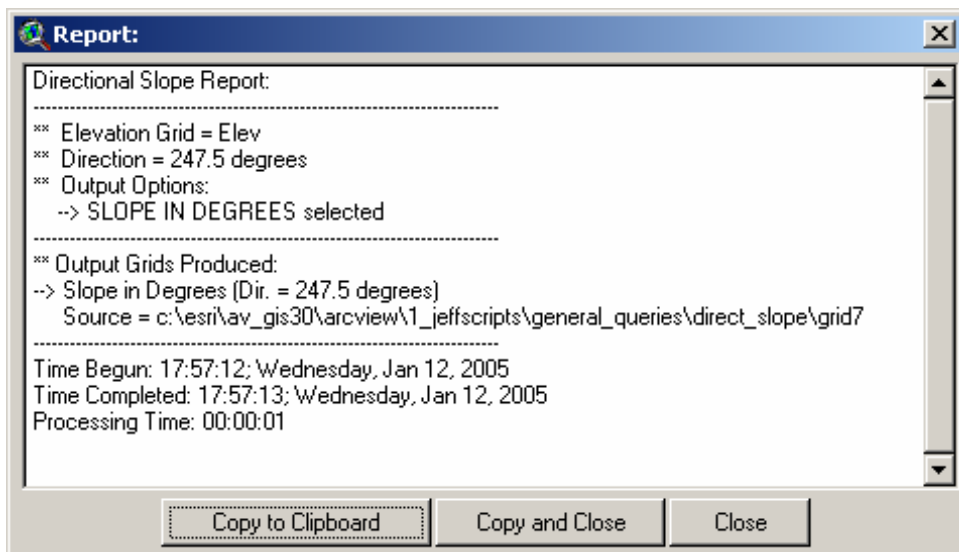 Report:
Directional Slope Report:
-----------------------------------------------------------------------------
** Elevation Grid = Elev
** Direction = 247.5 degrees
** Output Options:
--> SLOPE IN DEGREES selected
-----------------------------------------------------------------------------
** Output Grids Produced:
--> Slope in Degrees (Dir. = 247.5 degrees)
Source = c:\esri\av_gis30\arcview\1_jeffscripts\general_queries\direct_slope\grid7
-----------------------------------------------------------------------------
Time Begun: 17:57:12; Wednesday, Jan 12, 2005
Time Completed: 17:57:13; Wednesday, Jan 12, 2005
Processing Time: 00:00:01
Copy to Clipboard
Copy and Close
Close